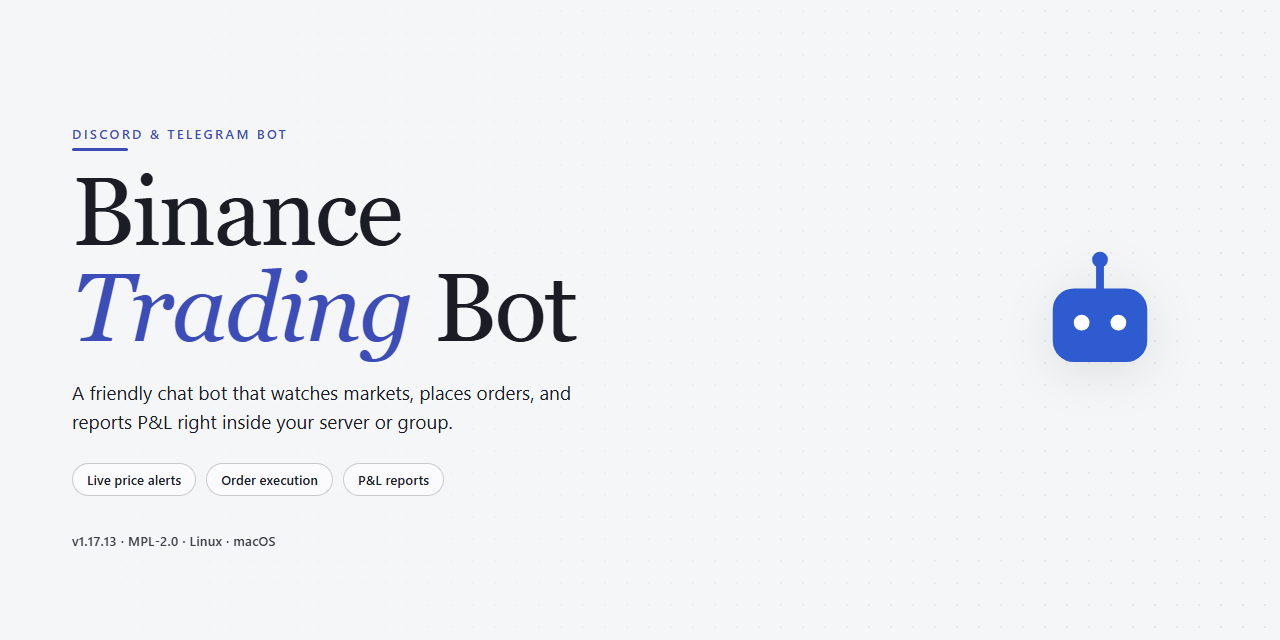 DISCORD & TELEGRAM BOT
Binance
Trading Bot
A friendly chat bot that watches markets, places orders, and
reports P&L right inside your server or group.
Live price alerts
Order execution
P&L reports
v1.17.13 · MPL-2.0 · Linux · macOS